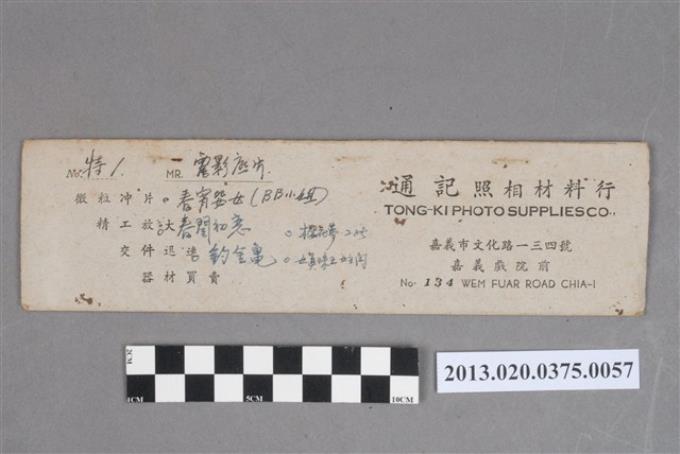 No. 特1 MR. 電影底片
微粒冲片。春宵 女(BB小姐)
精工放大 春閨初恋
交件迅速 釣金亀
器材買賣
通記照相材料行
TONG-KI PHOTO SUPPLIES CO.,
嘉義市文化路一三四號
嘉義戲院前
No. 134 WEM FUAR ROAD CHIA-I
2CM
1CM
5CM
10CM
2013.020.0375.0057